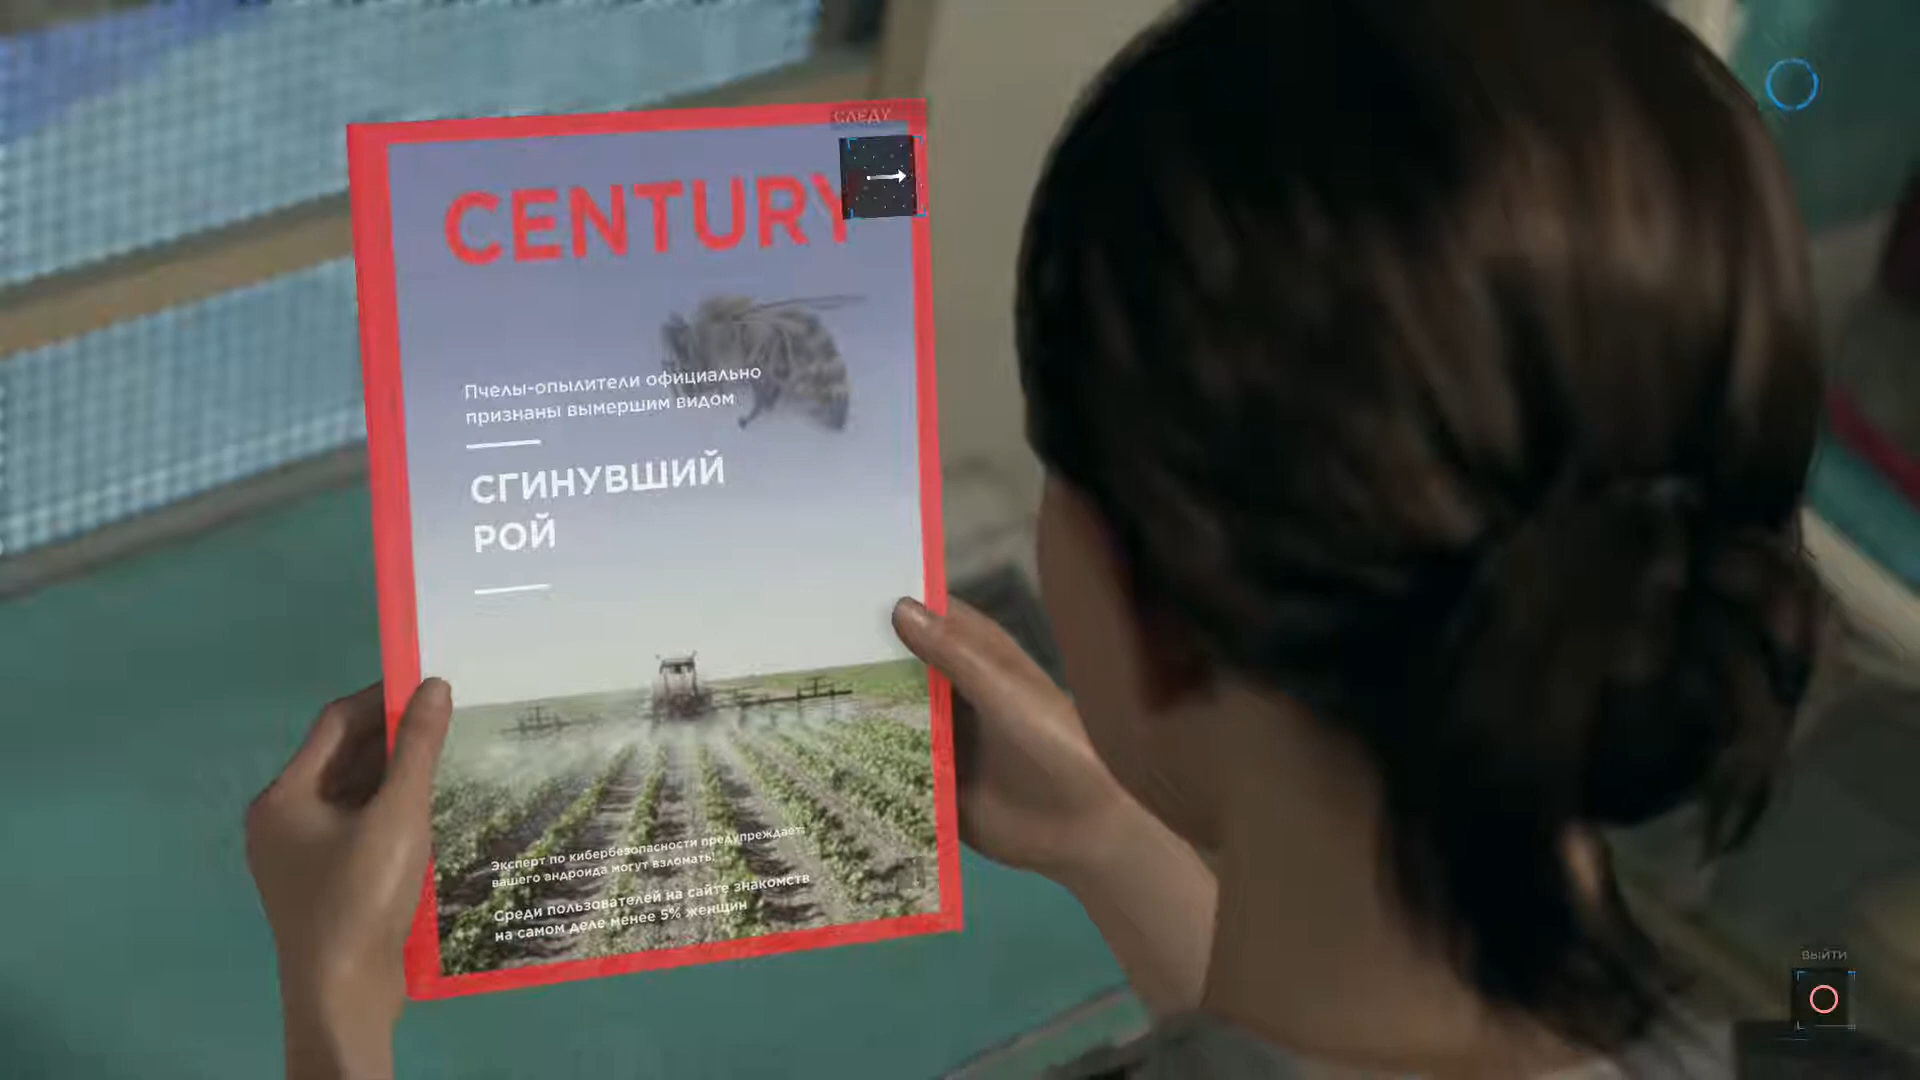 СЛЕДУ
CENTURY
Пчелы-опылители официально
признаны вымершим видом
СГИНУВШИЙ
РОЙ
Эксперт по кибербезопасности предупреждает:
вашего андроида могут взломать!
Среди пользователей на сайте знакомств
на самом деле менее 5% женщин
ВЫЙТИ